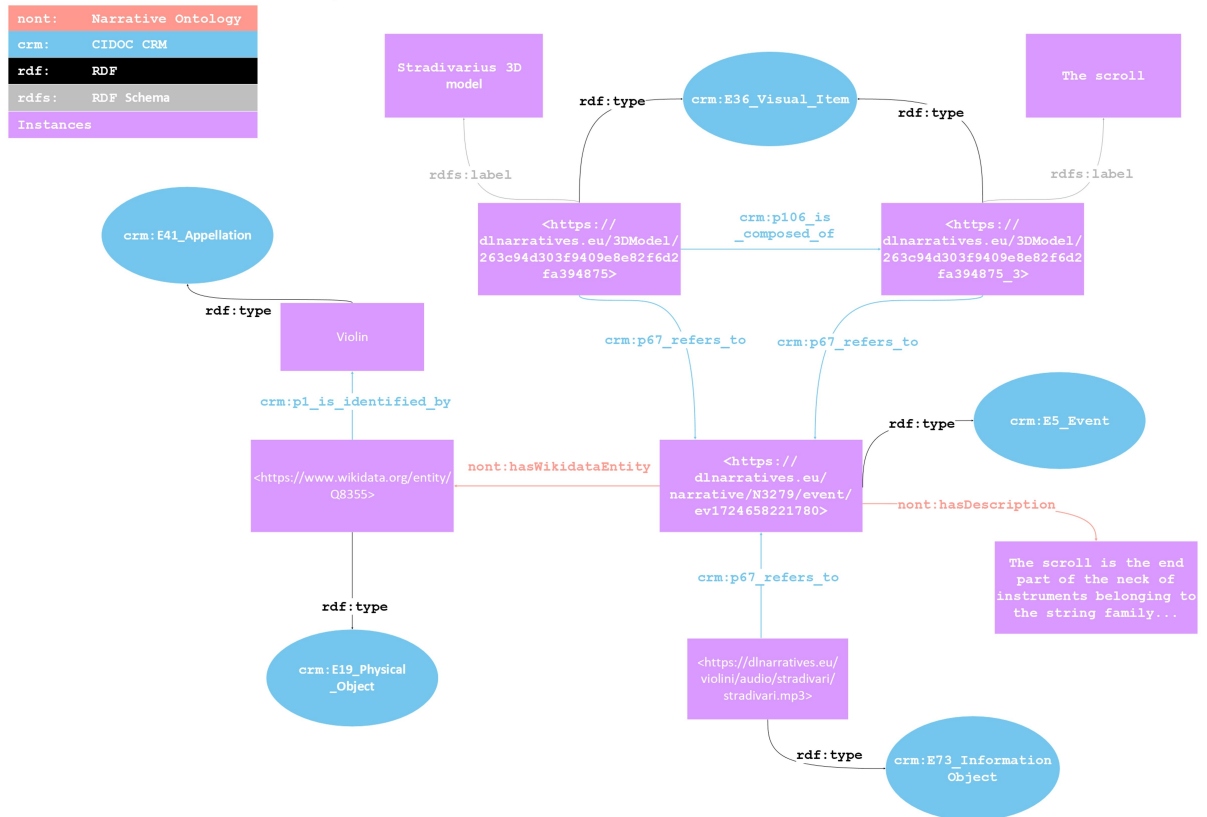 nont: Narrative Ontology
crm: CIDOC CRM
rdf: RDF
rdfs: RDF Schema
Instances
Stradivarius 3D
model
The scroll
crm:E36_Visual_Item
rdf:type
rdf:type
rdfs:label
rdfs:label
<https://
dlnarratives.eu/3DModel/
263c94d303f9409e8e82f6d2
fa394875>
crm:p106_is
_composed_of
<https://
dlnarratives.eu/3DModel/
263c94d303f9409e8e82f6d2
fa394875_3>
crm:E41_Appellation
rdf:type
Violin
crm:p67_refers_to
crm:p67_refers_to
crm:p1_is_identified_by
crm:E5_Event
rdf:type
<https://www.wikidata.org/entity/
Q8355>
nont:hasWikidataEntity
<https://
dlnarratives.eu/
narrative/N3279/event/
ev1724658221780>
nont:hasDescription
The scroll is the end
part of the neck of
instruments belonging to
the string family...
crm:p67_refers_to
rdf:type
crm:E19_Physical
_Object
<https://dlnarratives.eu/
violini/audio/stradivari/
stradivari.mp3>
rdf:type
crm:E73_Information
Object